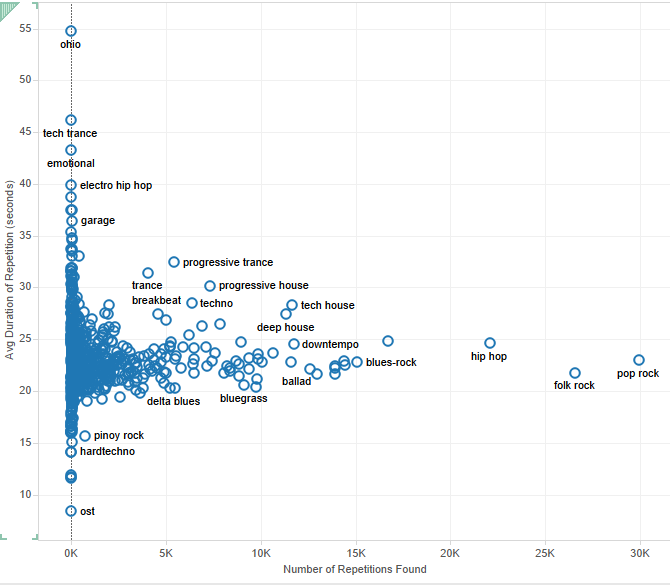 55
ohio
50
45
tech trance
emotional
40
electro hip hop
garage
35
progressive trance
30
trance
progressive house
breakbeat
techno
tech house
deep house
25
downtempo
hip hop
blues-rock
pop rock
ballad
folk rock
20
delta blues
bluegrass
pinoy rock
15
hardtechno
10
ost
Avg Duration of Repetition (seconds)
0K 5K 10K 15K 20K 25K 30K
Number of Repetitions Found